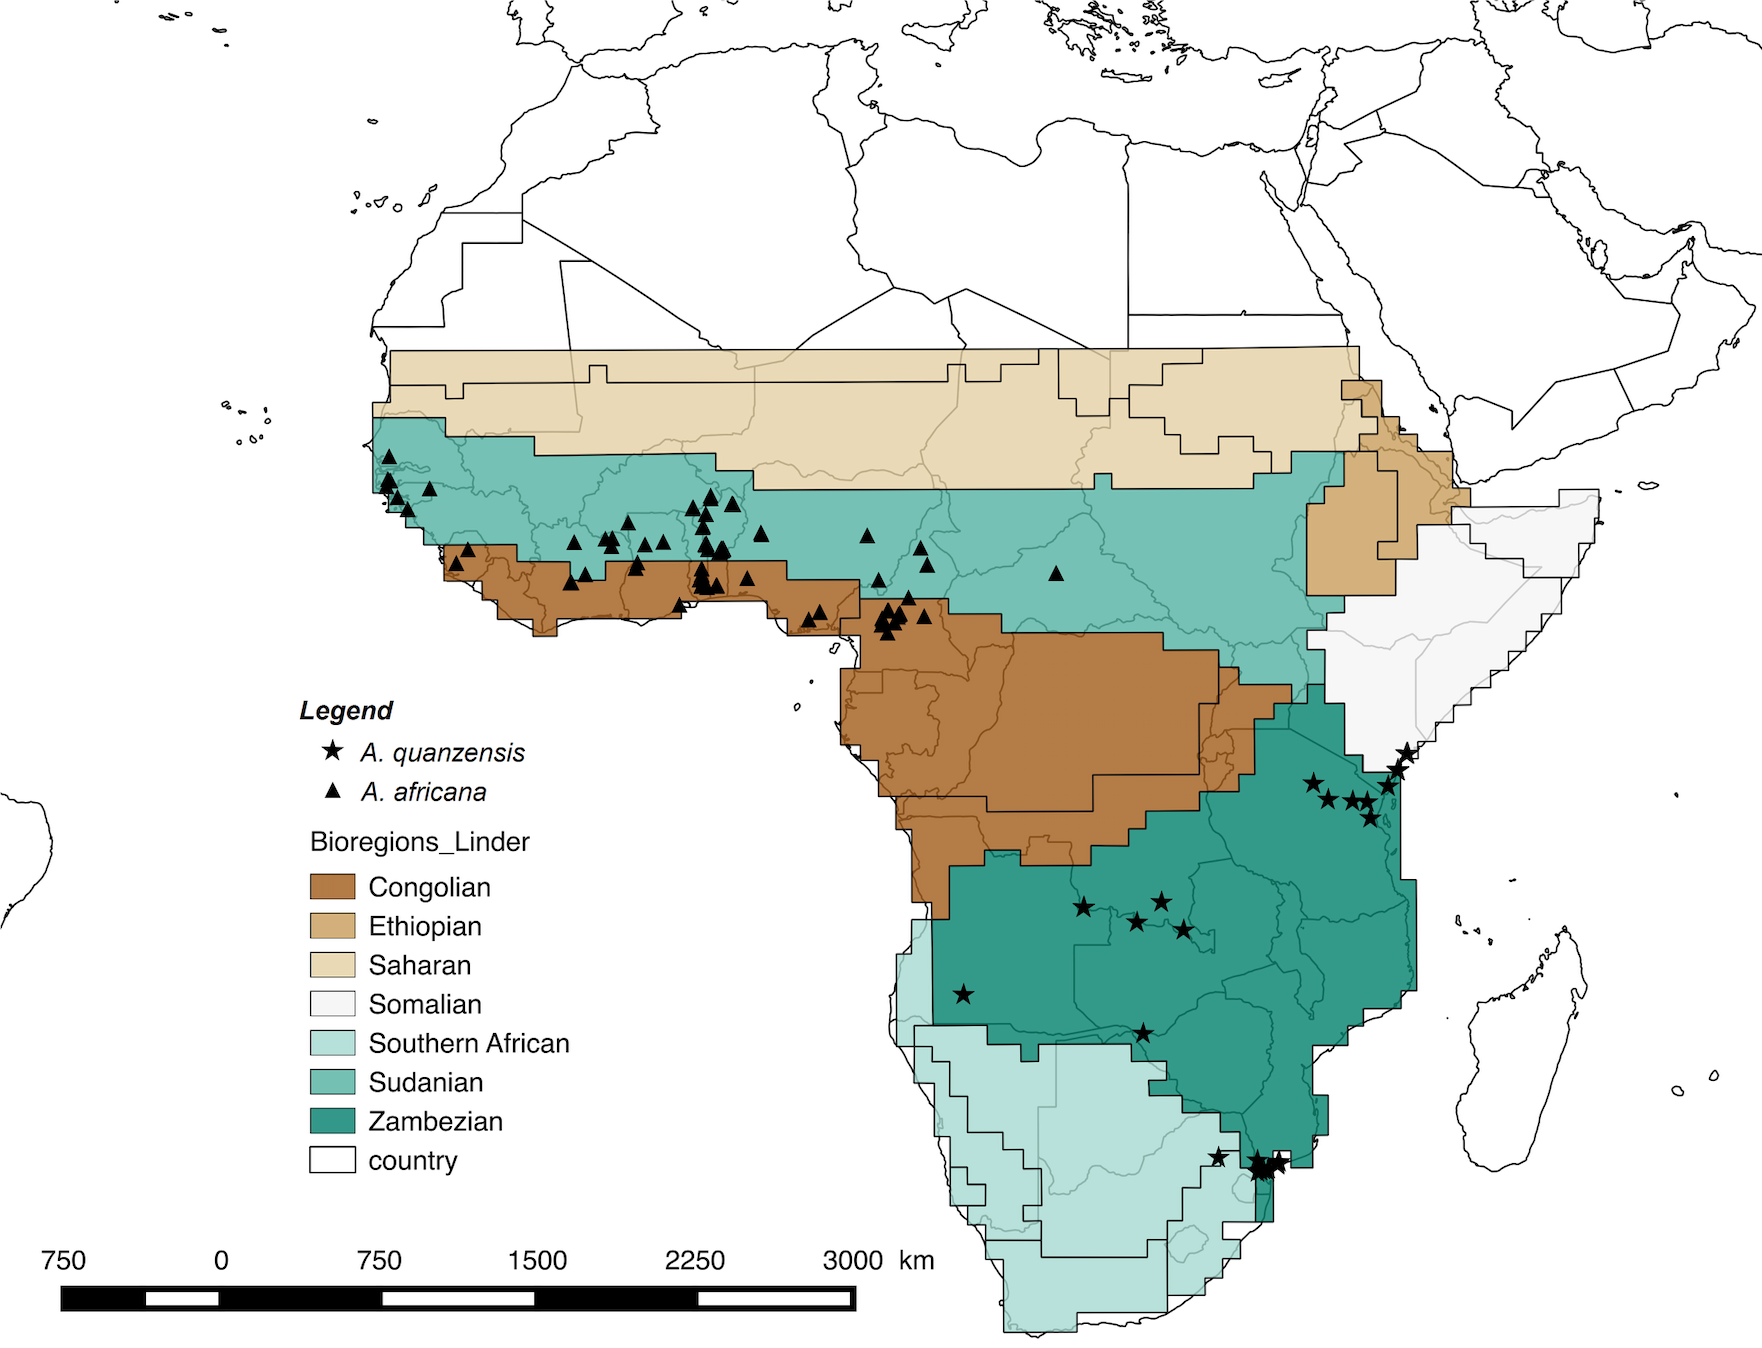 Legend
A. quanzensis
A. africana
Bioregions_Linder
Congolian
Ethiopian
Saharan
Somalian
Southern African
Sudanian
Zambezian
country
750 0 750 1500 2250 3000 km